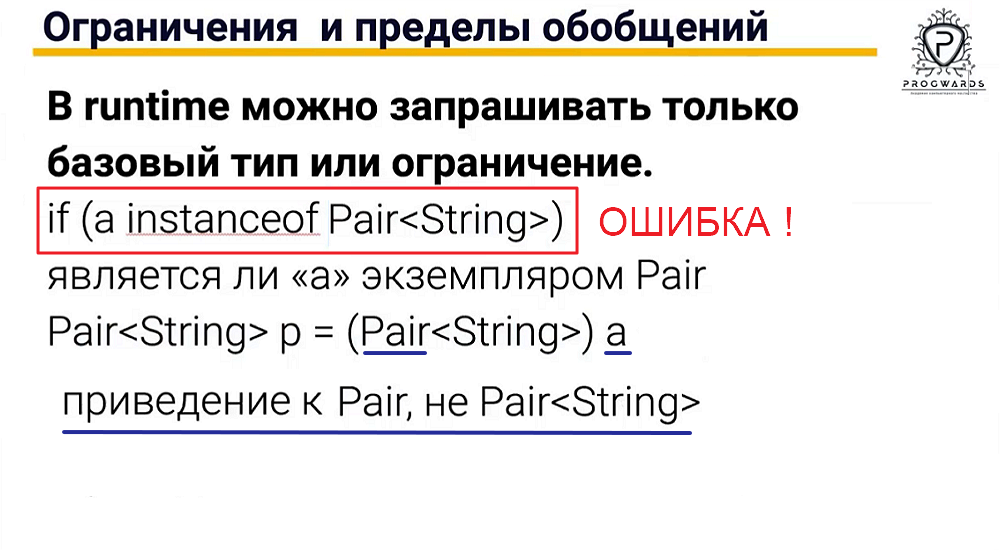 Ограничения и пределы обобщений
PROGWARDS
В runtime можно запрашивать только
базовый тип или ограничение.
if (a instanceof Pair<String>) ОШИБКА !
является ли «a» экземпляром Pair
Pair<String> p = (Pair<String>) a
приведение к Pair, не Pair<String>